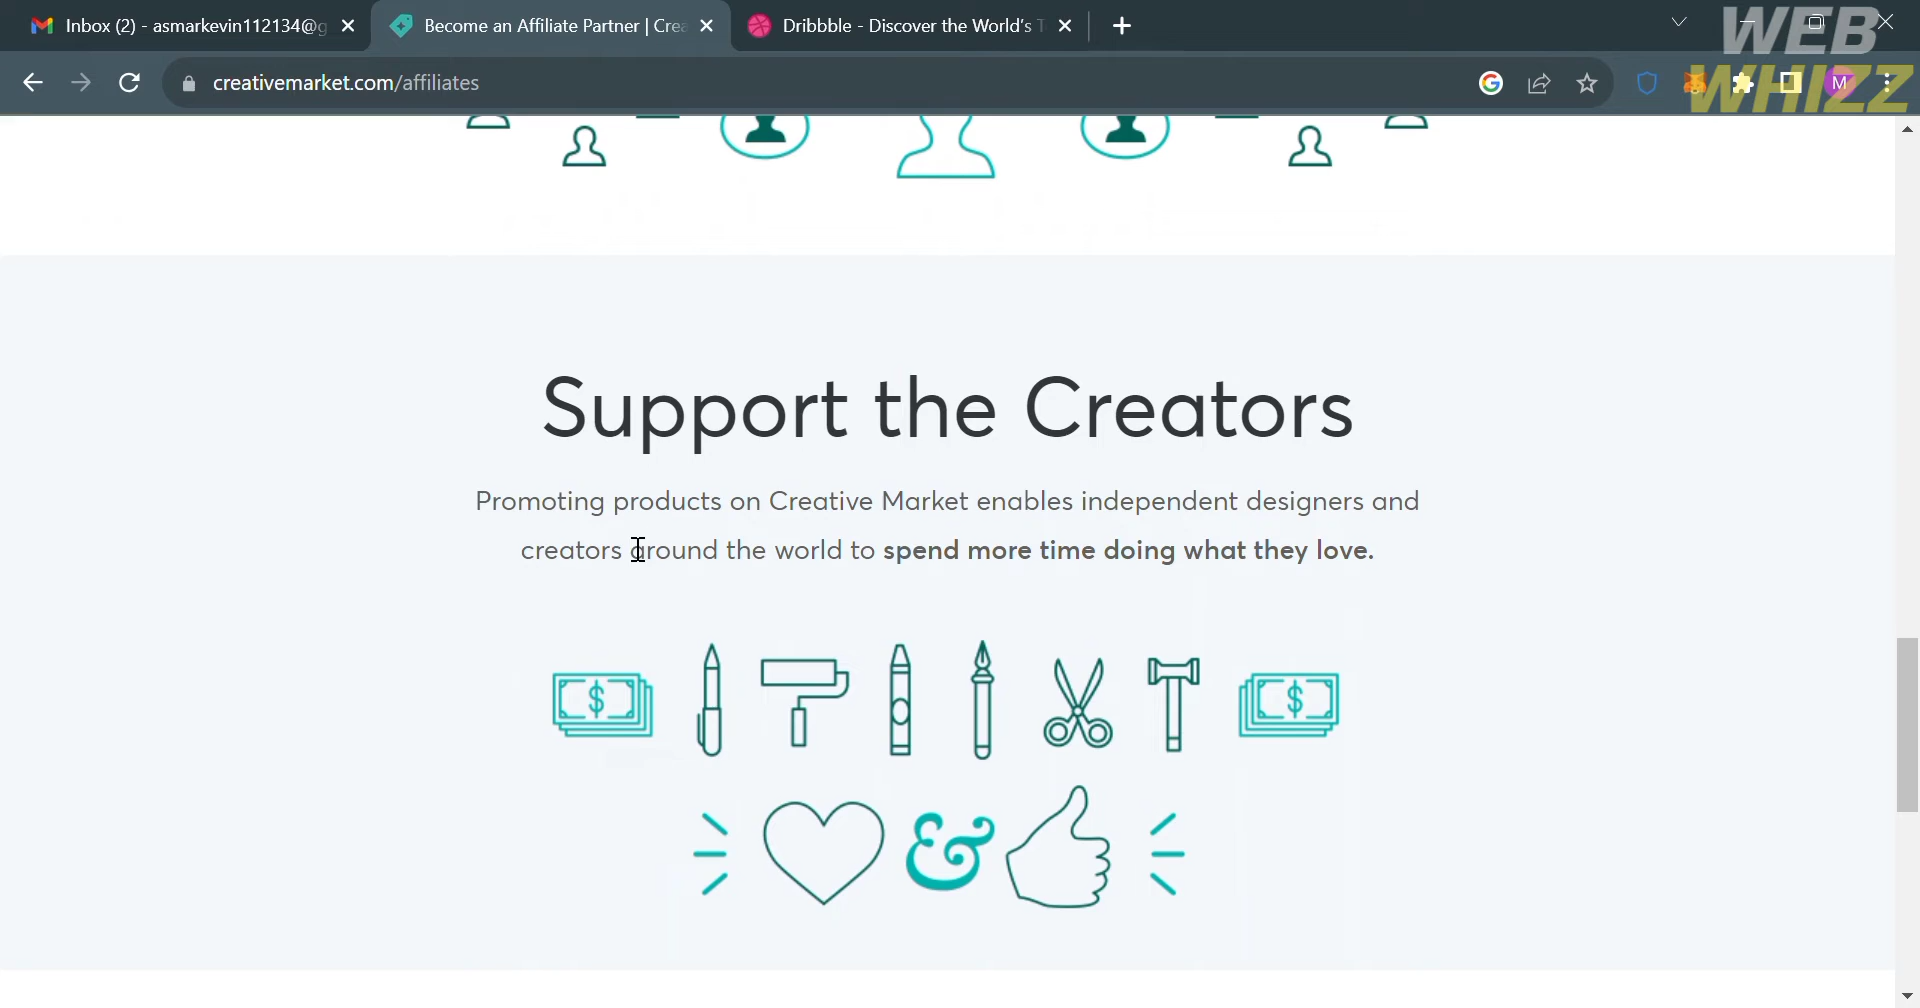 Inbox (2) - asmarkevin112134@g
Become an Affiliate Partner | Crea
Dribbble - Discover the World's T
WEB
WHIZZ
creativemarket.com/affiliates
M
Support the Creators
Promoting products on Creative Market enables independent designers and
creators around the world to spend more time doing what they love.
$
$
&